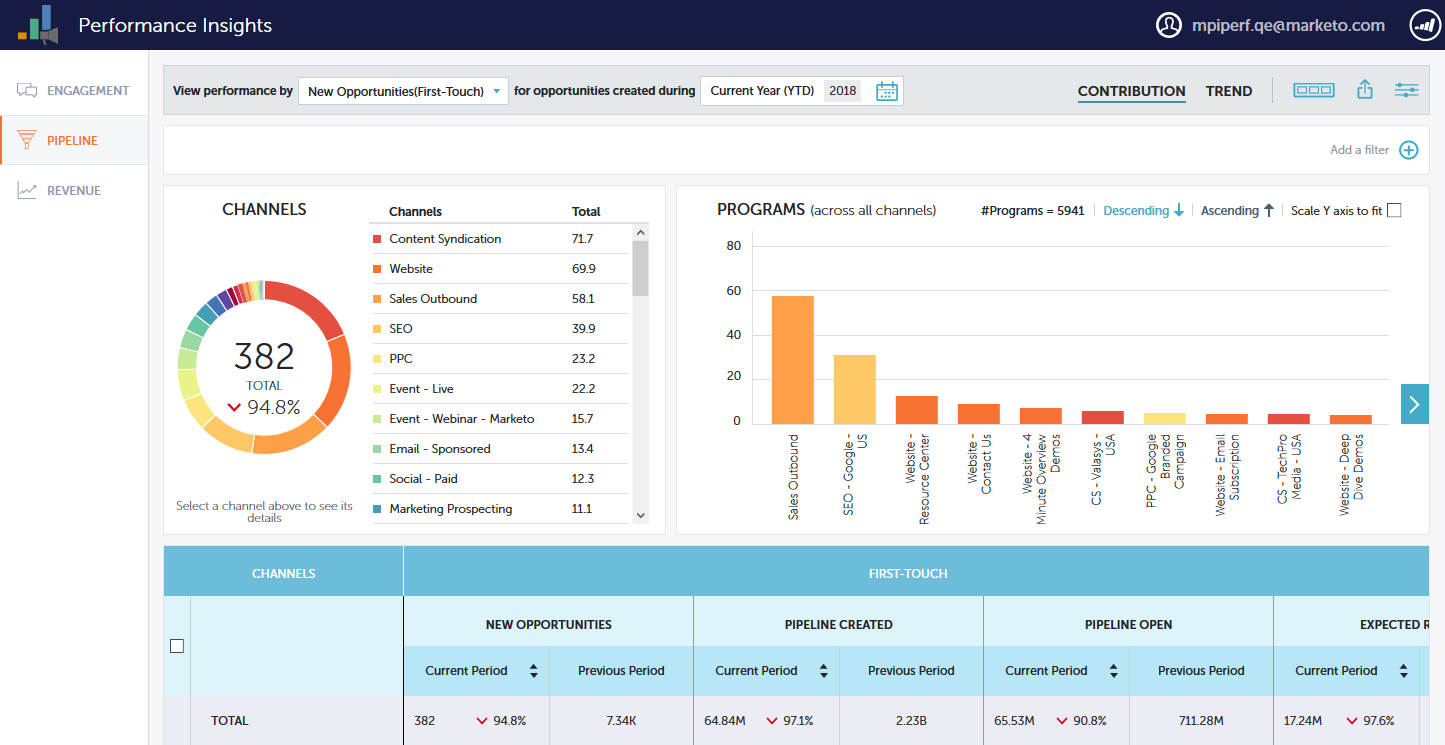 Performance Insights
mpiperf.qe@marketo.com
ENGAGEMENT
PIPELINE
REVENUE
View performance by New Opportunities(First-Touch) for opportunities created during Current Year (YTD) 2018
CONTRIBUTION TREND
Add a filter
CHANNELS
382
TOTAL
94.8%
Select a channel above to see its
details
Channels Total
Content Syndication 71.7
Website 69.9
Sales Outbound 58.1
SEO 39.9
PPC 23.2
Event - Live 22.2
Event - Webinar - Marketo 15.7
Email - Sponsored 13.4
Social - Paid 12.3
Marketing Prospecting 11.1
PROGRAMS (across all channels)
#Programs = 5941 Descending Ascending Scale Y axis to fit
80
60
40
20
0
Sales Outbound
SEO - Google -
US
Website -
Resource Center
Website -
Contact Us
Website - 4
Minute Overview
Demos
CS - Valasys -
USA
PPC - Google
Branded
Campaign
Website - Email
Subscription
CS - TechPro
Media - USA
Website - Deep
Dive Demos
CHANNELS FIRST-TOUCH
NEW OPPORTUNITIES PIPELINE CREATED PIPELINE OPEN EXPECTED R
Current Period Previous Period Current Period Previous Period Current Period Previous Period Current Period
TOTAL 382 94.8% 7.34K 64.84M 97.1% 2.23B 65.53M 90.8% 711.28M 17.24M 97.6%